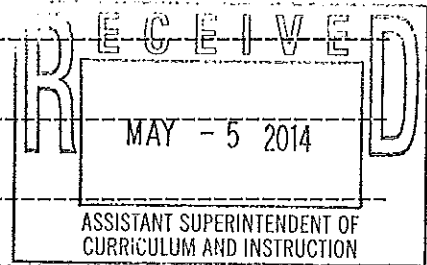 RECEIVED
MAY - 5 2014
ASSISTANT SUPERINTENDENT OF
CURRICULUM AND INSTRUCTION